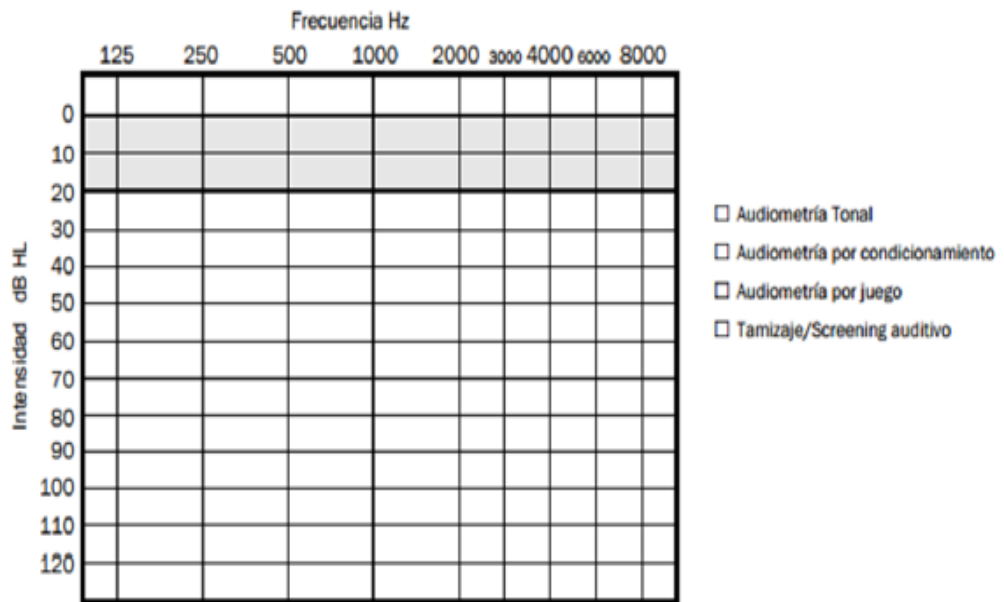 Frecuencia Hz
125 250 500 1000 2000 3000 4000 6000 8000
0
10
20
30
40
50
60
70
80
90
100
110
120
Intensidad dB HL
Audiometría Tonal
Audiometría por condicionamiento
Audiometría por juego
Tamizaje/Screening auditivo